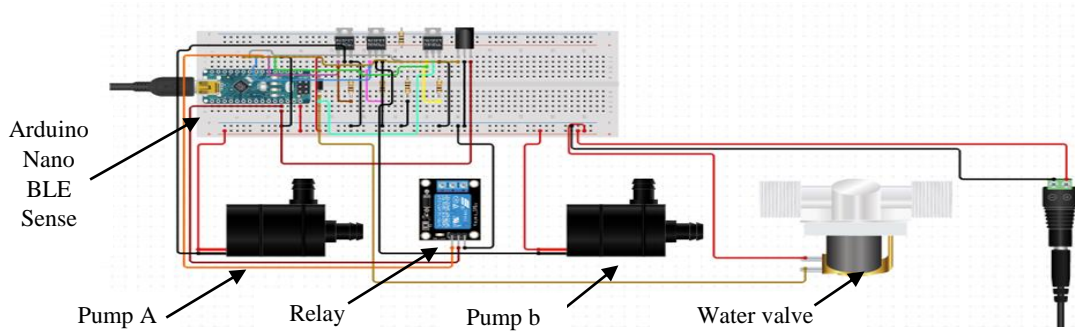 Arduino
Nano
BLE
Sense
Pump A
Relay
Pump b
Water valve